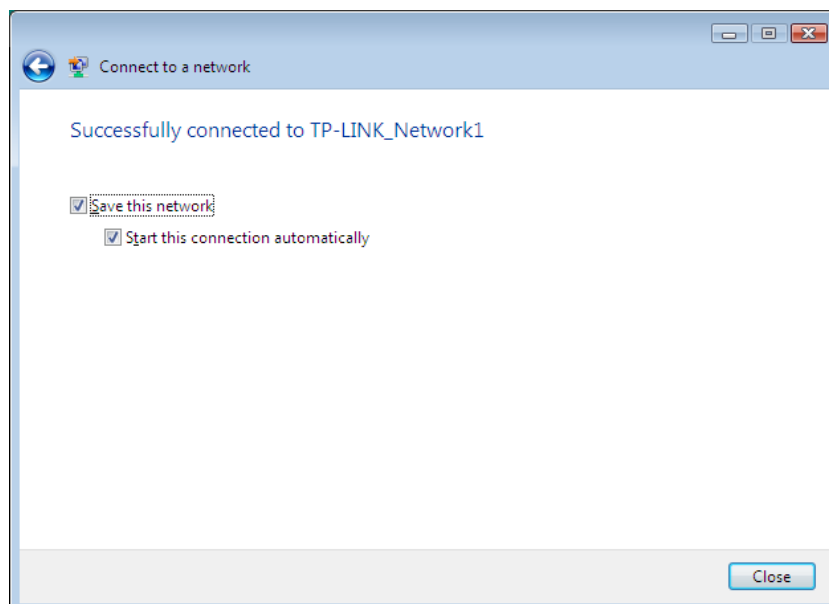 Connect to a network
Successfully connected to TP-LINK_Network1
Save this network
Start this connection automatically
Close